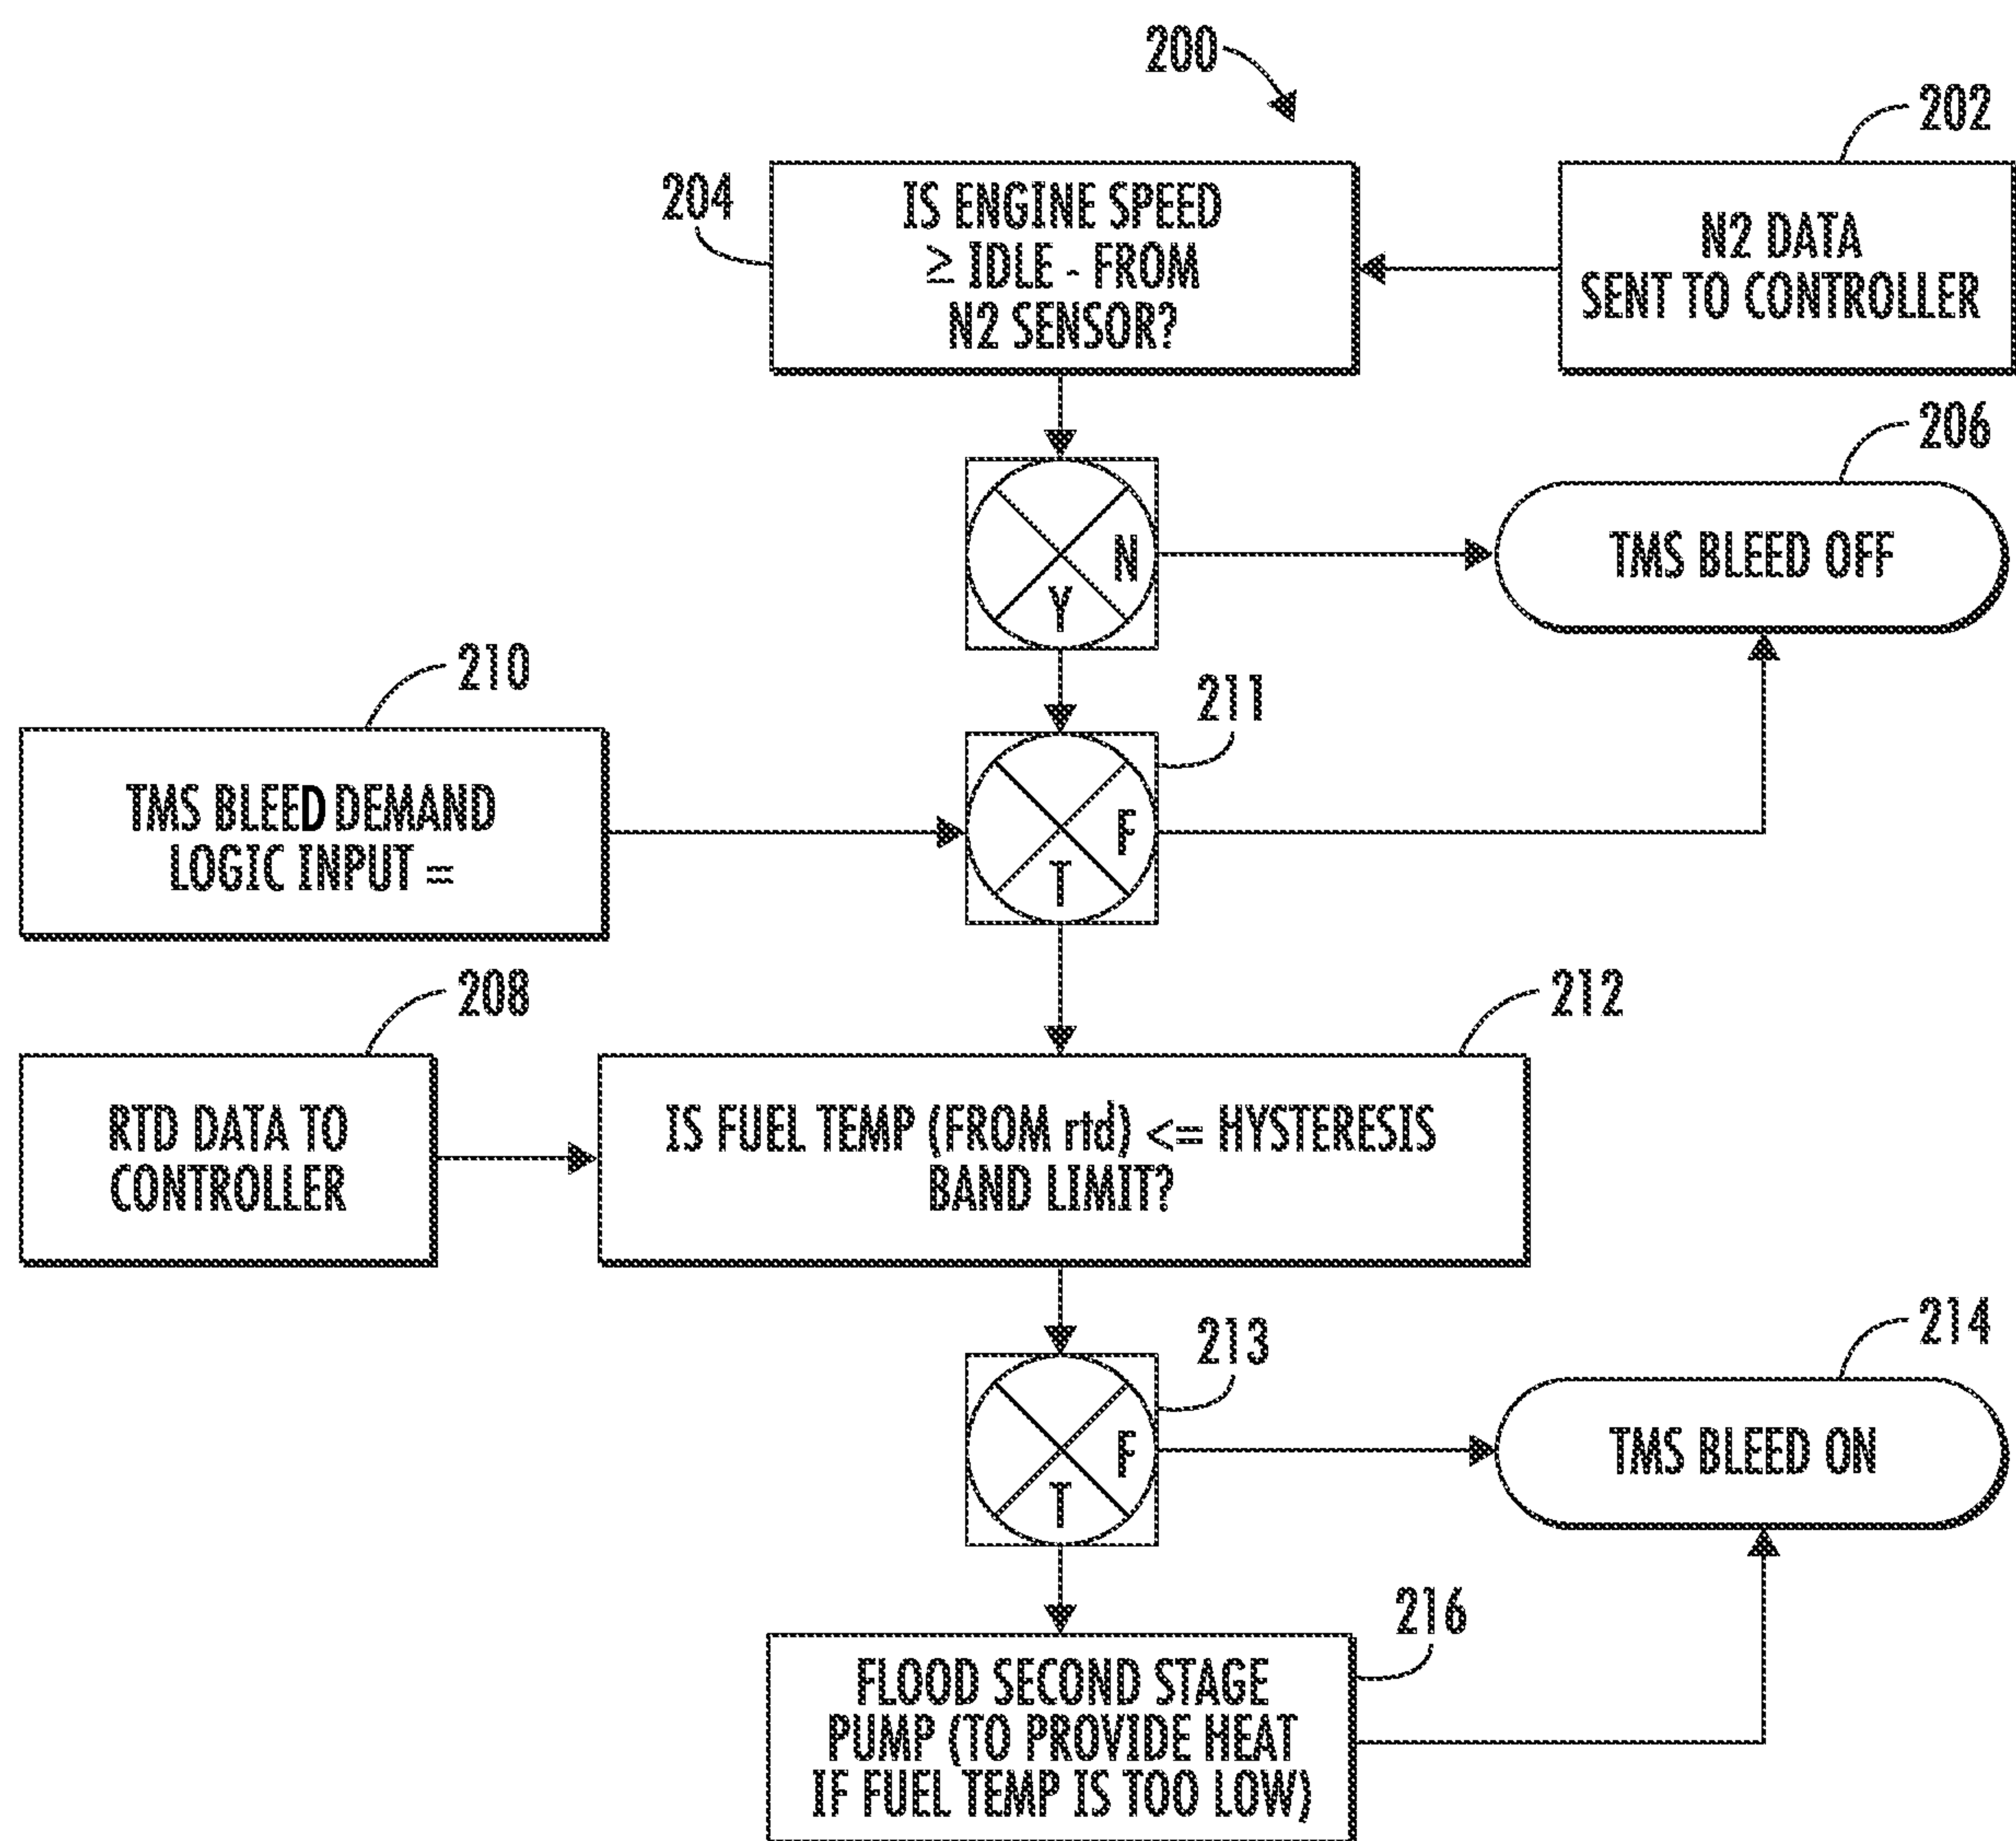 200
202
204
IS ENGINE SPEED
≥ IDLE - FROM
N2 SENSOR?
N2 DATA
SENT TO CONTROLLER
206
N
Y
TMS BLEED OFF
210
211
TMS BLEED DEMAND
LOGIC INPUT =
F
T
208
212
RTD DATA TO
CONTROLLER
IS FUEL TEMP (FROM rtd) <= HYSTERESIS
BAND LIMIT?
213
214
F
T
TMS BLEED ON
216
FLOOD SECOND STAGE
PUMP (TO PROVIDE HEAT
IF FUEL TEMP IS TOO LOW)